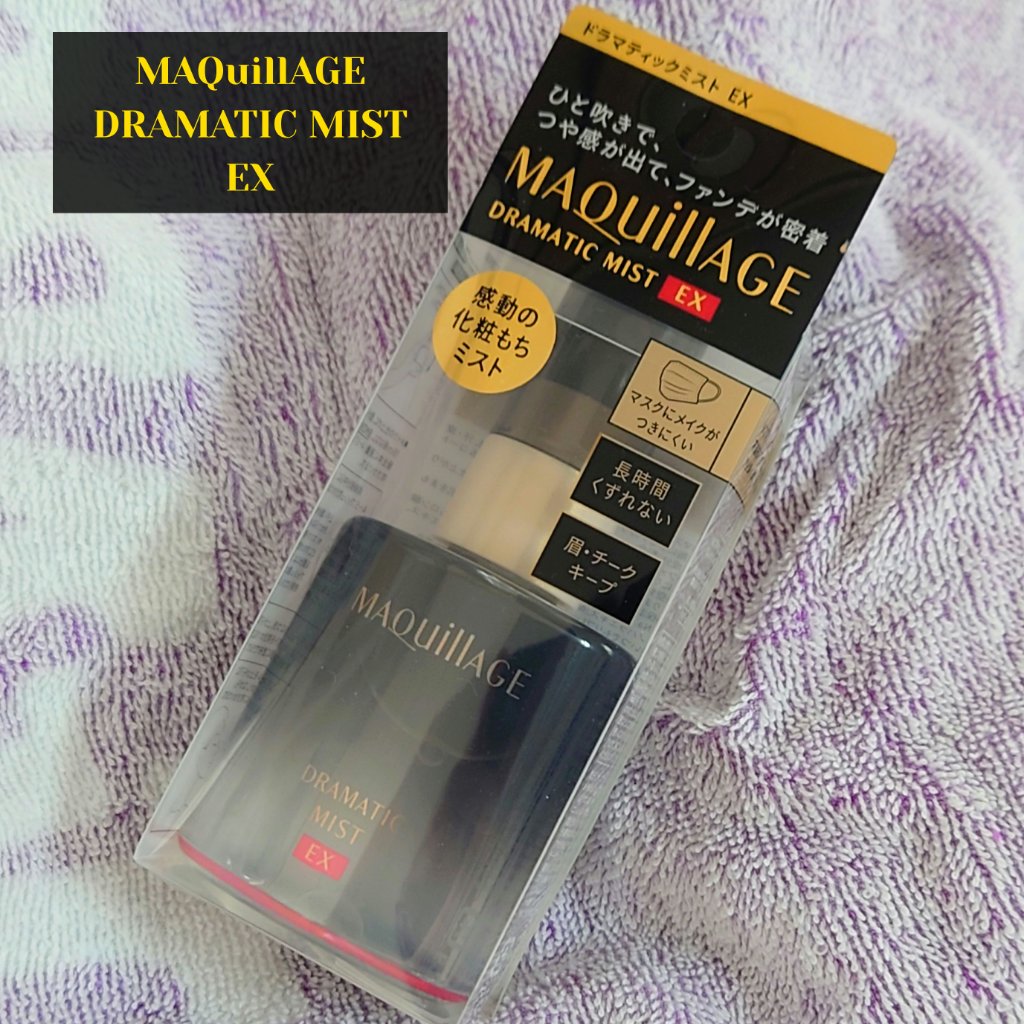 MAQuillAGE
DRAMATIC MIST
EX
ドラマティックミスト EX
ひと吹きで、
つや感が出て、ファンデが密着
MAQuillAGE
DRAMATIC MIST EX
感動の
化粧もち
ミスト
マスクにメイクが
つきにくい
長時間
くずれない
眉・チーク
キープ
MAQuillAGE
DRAMATIC
MIST
EX